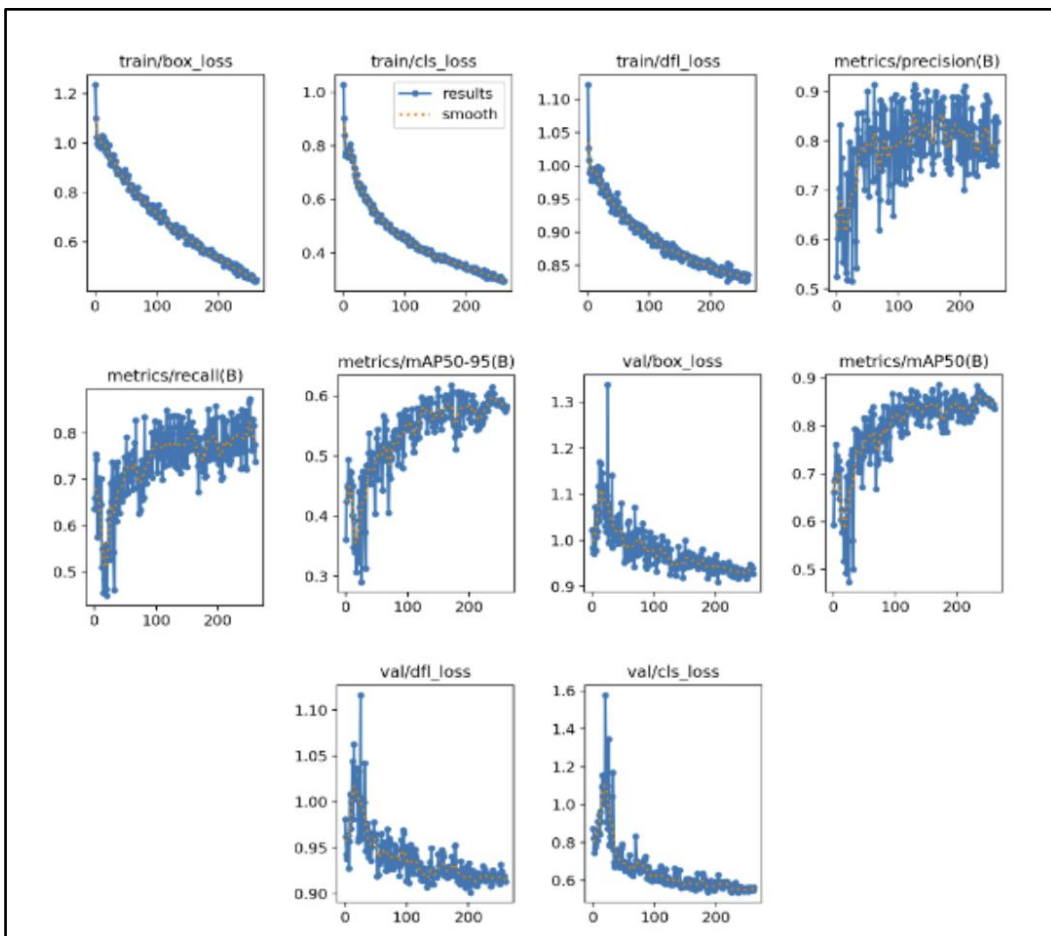 train/box_loss
1.2
1.0
0.8
0.6
0 100 200
train/cls_loss
1.0
0.8
0.6
0.4
results
smooth
0 100 200
train/dfl_loss
1.10
1.05
1.00
0.95
0.90
0.85
0 100 200
metrics/precision(B)
0.9
0.8
0.7
0.6
0.5
0 100 200
metrics/recall(B)
0.8
0.7
0.6
0.5
0 100 200
metrics/mAP50-95(B)
0.6
0.5
0.4
0.3
0 100 200
val/box_loss
1.3
1.2
1.1
1.0
0.9
0 100 200
metrics/mAP50(B)
0.9
0.8
0.7
0.6
0.5
0 100 200
val/dfl_loss
1.10
1.05
1.00
0.95
0.90
0 100 200
val/cls_loss
1.6
1.4
1.2
1.0
0.8
0.6
0 100 200